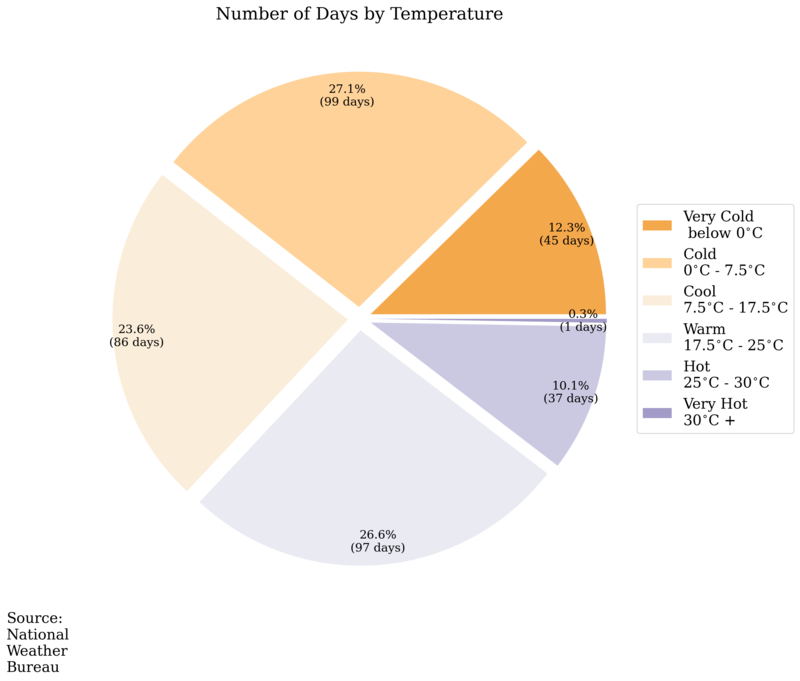 Number of Days by Temperature
27.1%
(99 days)
12.3%
(45 days)
23.6%
(86 days)
0.3%
(1 days)
10.1%
(37 days)
26.6%
(97 days)
Very Cold
below 0°C
Cold
0°C - 7.5°C
Cool
7.5°C - 17.5°C
Warm
17.5°C - 25°C
Hot
25°C - 30°C
Very Hot
30°C +
Source:
National
Weather
Bureau